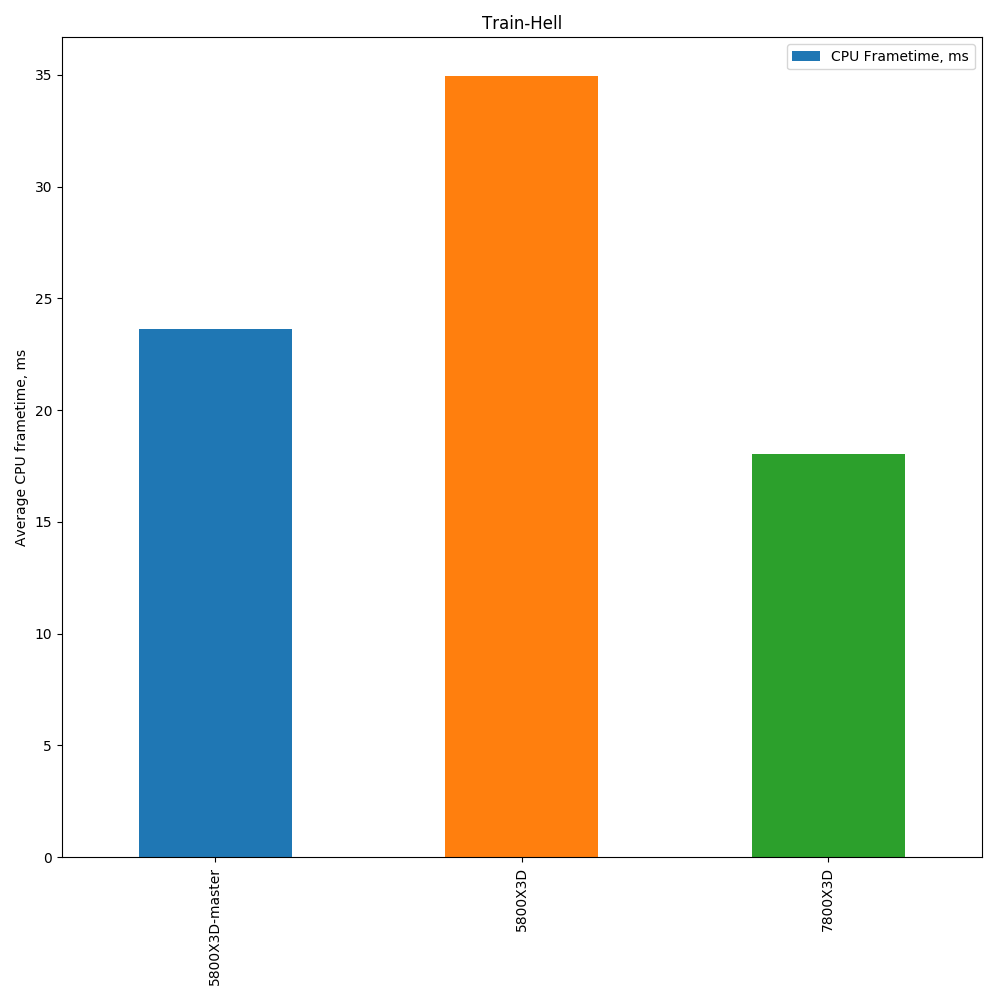 Train-Hell
CPU Frametime, ms
Average CPU frametime, ms
35
30
25
20
15
10
5
0
5800X3D-master
5800X3D
7800X3D